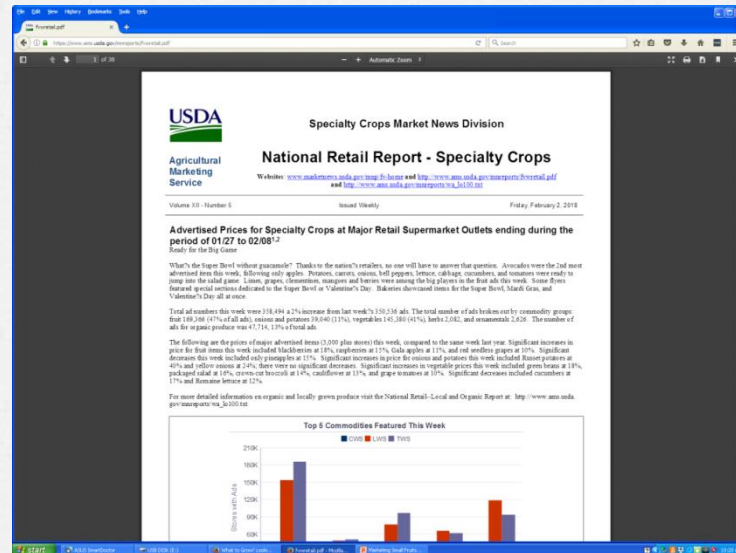 File Edit View History Bookmarks Tools Help
fvwretail.pdf
https://www.ams.usda.gov/mnreports/fvwretail.pdf
Search
1 of 38
Automatic Zoom
USDA
Agricultural
Marketing
Service
Specialty Crops Market News Division
National Retail Report - Specialty Crops
Websites: www.marketnews.usda.gov/mnp/fv-home and http://www.ams.usda.gov/mnreports/fvwretail.pdf
and http://www.ams.usda.gov/mnreports/wa_lo100.txt
Volume XII - Number 5 Issued Weekly Friday, February 2, 2018
Advertised Prices for Specialty Crops at Major Retail Supermarket Outlets ending during the
period of 01/27 to 02/08¹,²
Ready for the Big Game
What?s the Super Bowl without guacamole? Thanks to the nation?s retailers, no one will have to answer that question. Avocados were the 2nd most
advertised item this week, following only apples. Potatoes, carrots, onions, bell peppers, lettuce, cabbage, cucumbers, and tomatoes were ready to
jump into the salad game. Limes, grapes, clementines, mangoes and berries were among the big players in the fruit ads this week. Some flyers
featured special sections dedicated to the Super Bowl or Valentine?s Day. Bakeries showcased items for the Super Bowl, Mardi Gras, and
Valentine?s Day all at once.
Total ad numbers this week were 358,494 a 2% increase from last week?s 350,536 ads. The total number of ads broken out by commodity groups:
fruit 169,366 (47% of all ads), onions and potatoes 39,040 (11%), vegetables 145,380 (41%), herbs 2,082, and ornamentals 2,626. The number of
ads for organic produce was 47,714, 13% of total ads.
The following are the prices of major advertised items (3,000 plus stores) this week, compared to the same week last year. Significant increases in
price for fruit items this week included blackberries at 18%, raspberries at 15%, Gala apples at 11%, and red seedless grapes at 10%. Significant
decreases this week included only pineapples at 15%. Significant increases in price for onions and potatoes this week included Russet potatoes at
40% and yellow onions at 24%; there were no significant decreases. Significant increases in vegetable prices this week included green beans at 18%,
packaged salad at 16%, crown-cut broccoli at 14%, cauliflower at 13%, and grape tomatoes at 10%. Significant decreases included cucumbers at
17% and Romaine lettuce at 12%.
For more detailed information on organic and locally grown produce visit the National Retail--Local and Organic Report at: http://www.ams.usda.
gov/mnreports/wa_lo100.txt
Top 5 Commodities Featured This Week
CWS LWS TWS
210K
180K
150K
120K
90K
60K
Stores with Ads
start ASUS SmartDoctor USB DISK (E:) What to Grow? Look... fvwretail.pdf - Mozilla... Marketing Small Fruits...